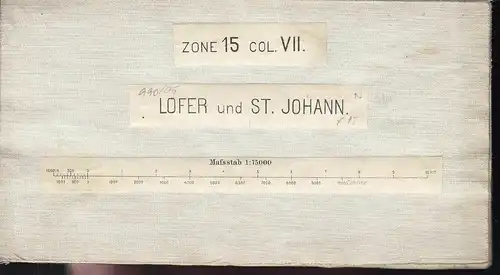 ZONE 15 COL. VII.
LOFER und ST. JOHANN.
Maßstab 1:75000